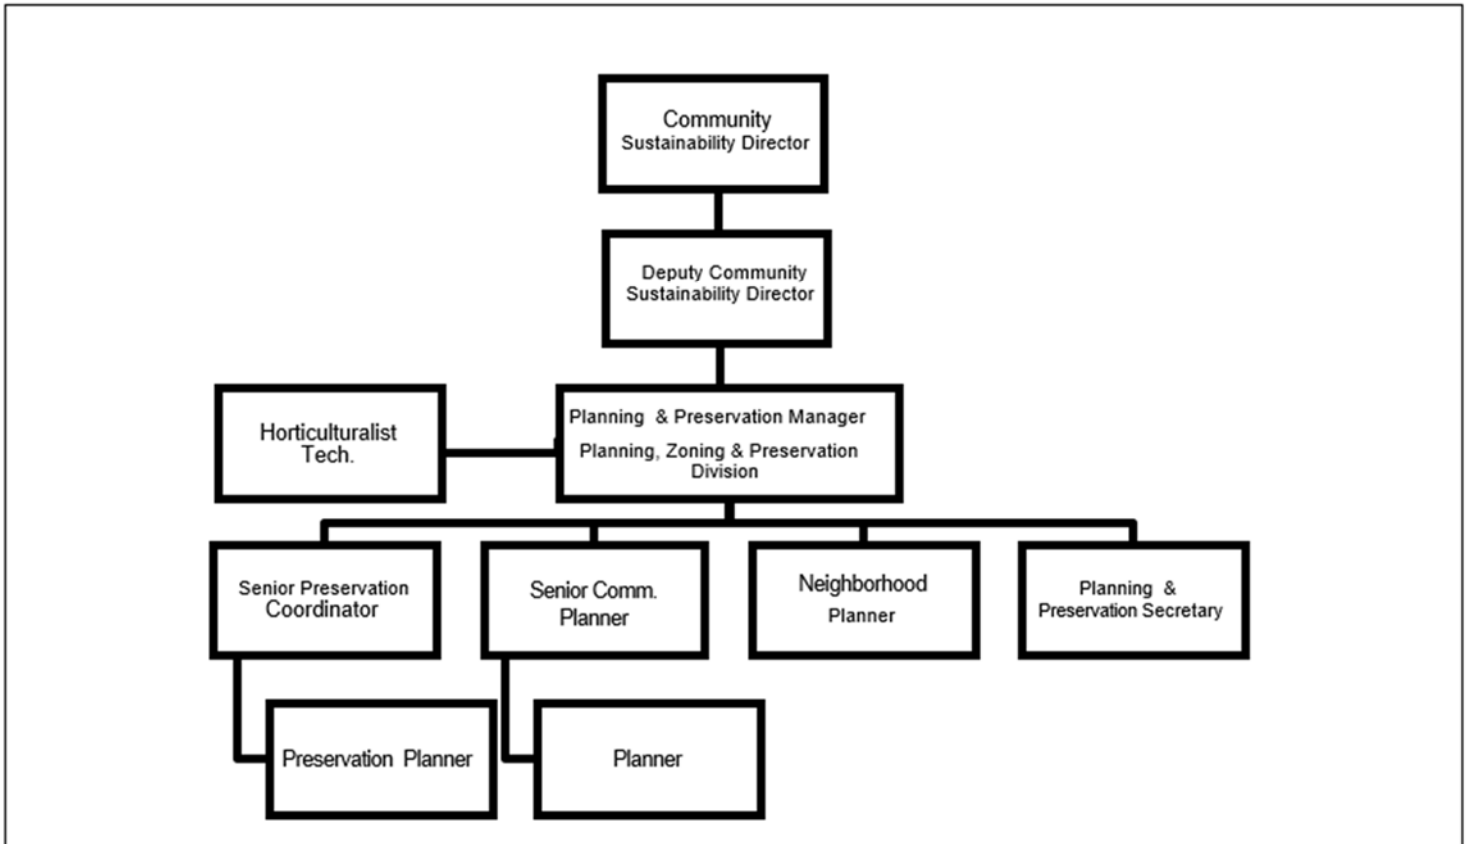 Community
Sustainability Director
Deputy Community
Sustainability Director
Horticulturalist
Tech.
Planning & Preservation Manager
Planning, Zoning & Preservation
Division
Senior Preservation
Coordinator
Senior Comm.
Planner
Neighborhood
Planner
Planning &
Preservation Secretary
Preservation Planner
Planner